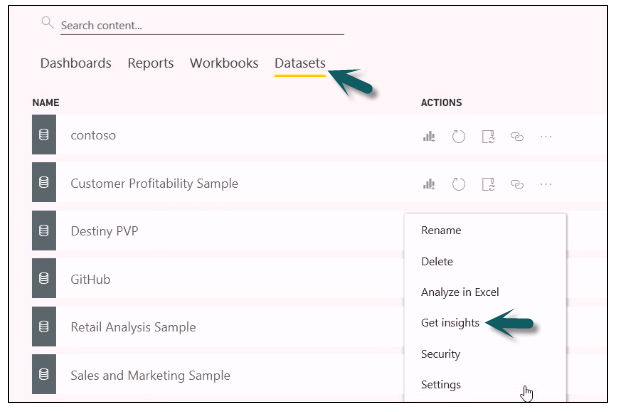 Search content...
Dashboards Reports Workbooks Datasets
NAME ACTIONS
contoso ...
Customer Profitability Sample ...
Destiny PVP
Rename
Delete
GitHub
Analyze in Excel
Retail Analysis Sample
Get insights
Security
Sales and Marketing Sample
Settings